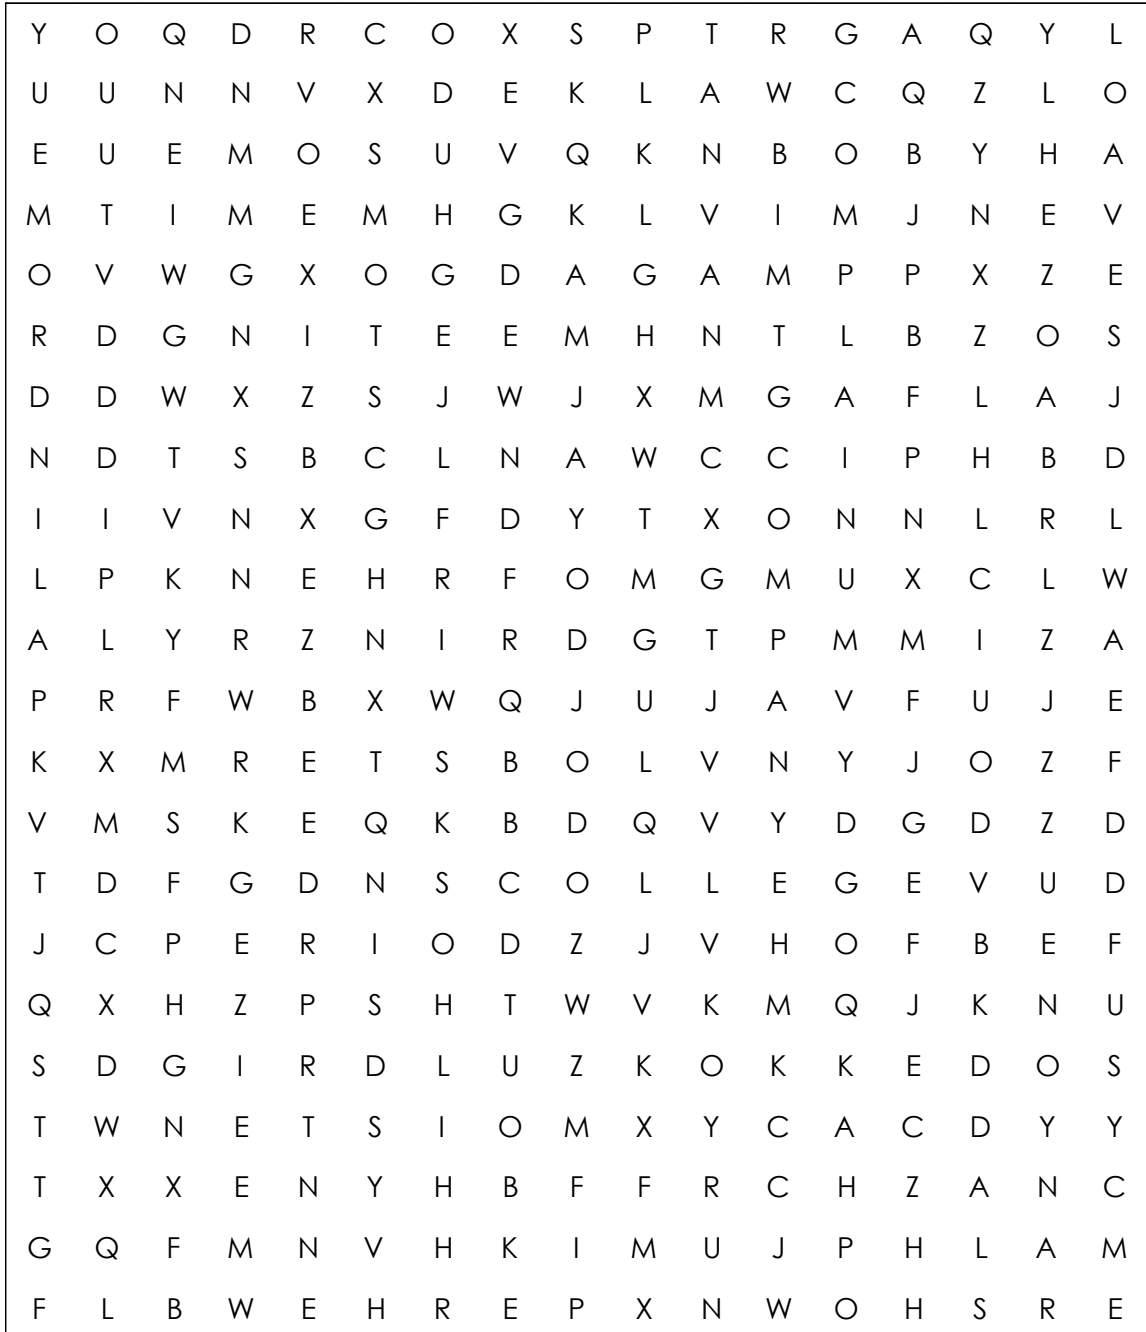 Y O Q D R C O X S P T R G A Q Y L
U U N N V X D E K L A W C Q Z L O
E U E M O S U V Q K N B O B Y H A
M T I M E M H G K L V I M J N E V
O V W G X O G D A G A M P P X Z E
R D G N I T E E M H N T L B Z O S
D D W X Z S J W J X M G A F L A J
N D T S B C L N A W C C I P H B D
I I V N X G F D Y T X O N N L R L
L P K N E H R F O M G M U X C L W
A L Y R Z N I R D G T P M M I Z A
P R F W B X W Q J U J A V F U J E
K X M R E T S B O L V N Y J O Z F
V M S K E Q K B D Q V Y D G D Z D
T D F G D N S C O L L E G E V U D
J C P E R I O D Z J V H O F B E F
Q X H Z P S H T W V K M Q J K N U
S D G I R D L U Z K O K K E D O S
T W N E T S I O M X Y C A C D Y Y
T X X E N Y H B F F R C H Z A N C
G Q F M N V H K I M U J P H L A M
F L B W E H R E P X N W O H S R E